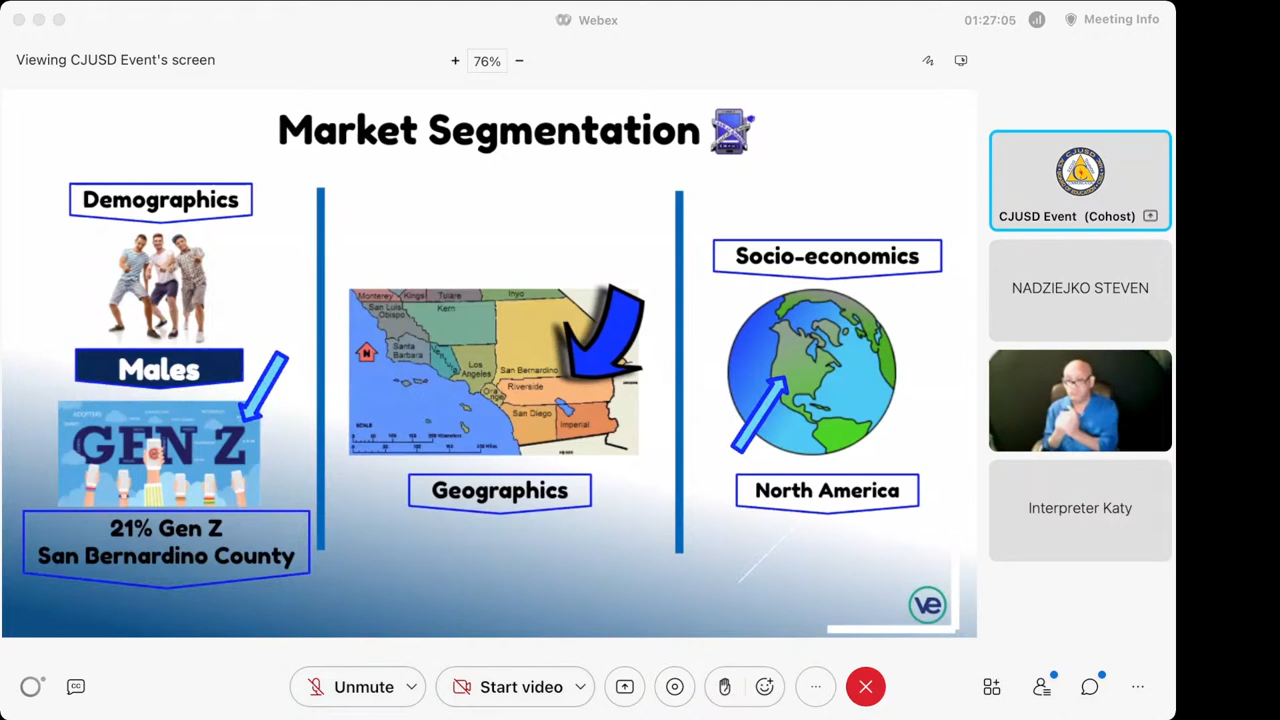 Webex
01:27:05
Meeting Info
Viewing CJUSD Event's screen
+ 76% −
Market Segmentation
Demographics
Males
GEN Z
21% Gen Z
San Bernardino County
Monterey
Kings
Tulare
Inyo
San Luis
Obispo
Kern
Santa
Barbara
Los
Angeles
San Bernardino
Riverside
San Diego
Imperial
N
SCALE
Geographics
Socio-economics
North America
ve
CJUSD Event (Cohost)
NADZIEJKO STEVEN
Interpreter Katy
CC
Unmute
Start video